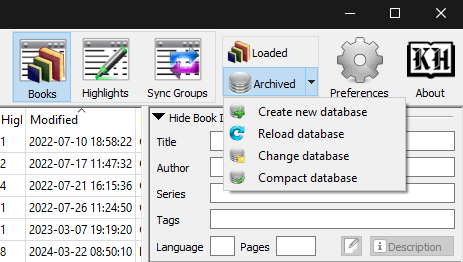 Loaded
Archived
Books
Highlights
Sync Groups
Preferences
KH
About
Create new database
Reload database
Change database
Compact database
Highl
Modified
Hide Book
1 2022-07-10 18:58:22
2 2022-07-17 11:47:32
4 2022-07-21 16:15:36
1 2022-07-26 11:24:50
1 2023-03-07 19:19:20
8 2024-03-22 08:50:10
Title
Author
Series
Tags
Language
Pages
Description